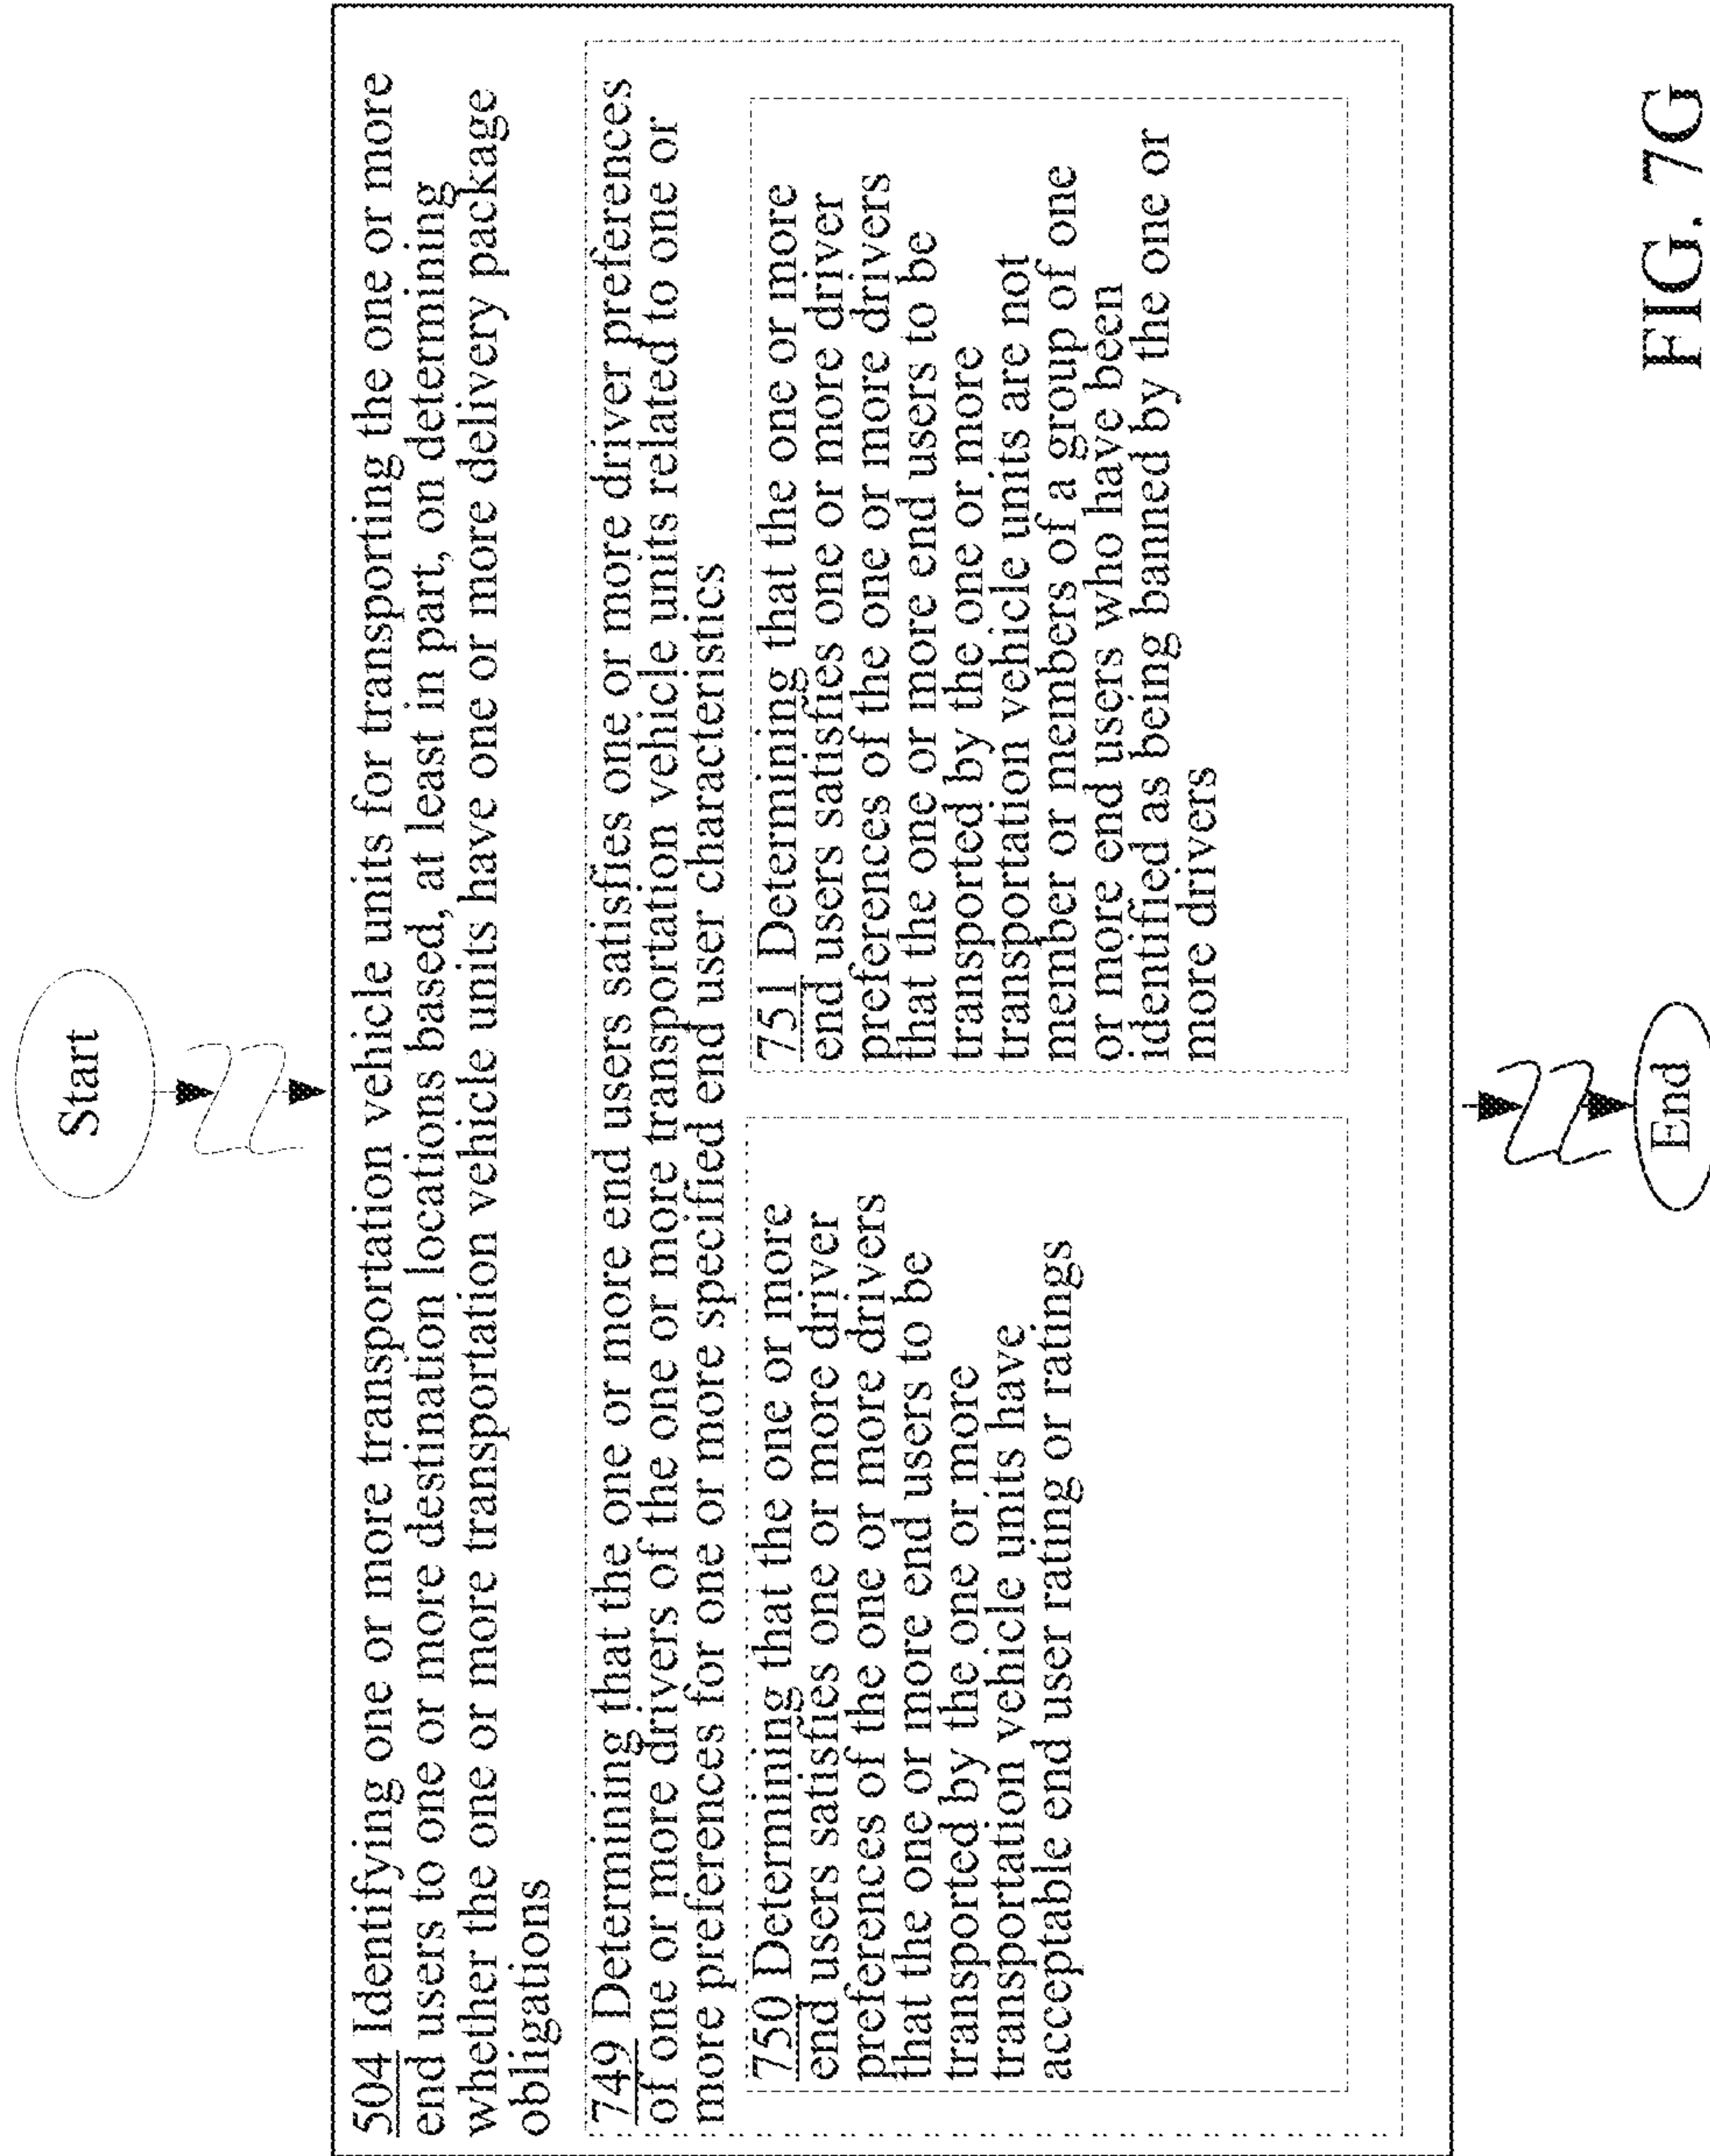 Start
504 Identifying one or more transportation vehicle units for transporting the one or more
end users to one or more destination locations based, at least in part, on determining
whether the one or more transportation vehicle units have one or more delivery package
obligations
749 Determining that the one or more end users satisfies one or more driver preferences
of one or more drivers of the one or more transportation vehicle units related to one or
more preferences for one or more specified end user characteristics
750 Determining that the one or more
end users satisfies one or more driver
preferences of the one or more drivers
that the one or more end users to be
transported by the one or more
transportation vehicle units have
acceptable end user rating or ratings
751 Determining that the one or more
end users satisfies one or more driver
preferences of the one or more drivers
that the one or more end users to be
transported by the one or more
transportation vehicle units are not
member or members of a group of one
or more end users who have been
identified as being banned by the one or
more drivers
End
FIG. 7G